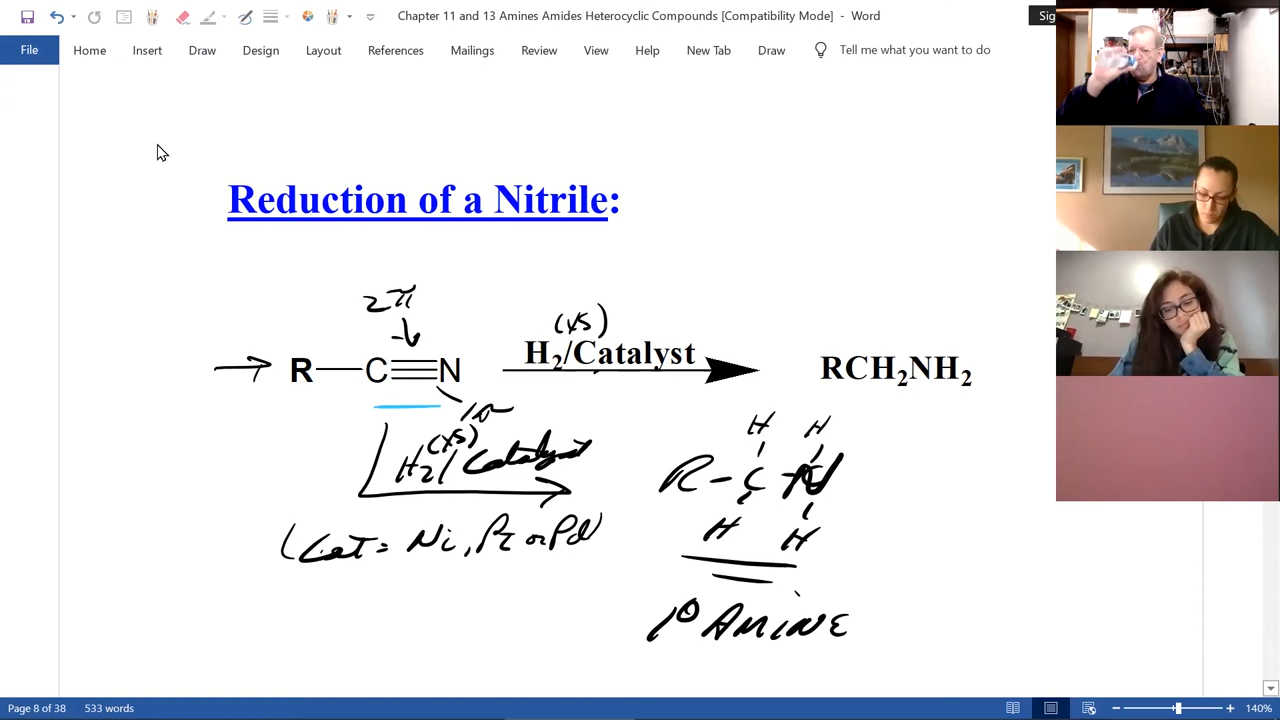 Chapter 11 and 13 Amines Amides Heterocyclic Compounds [Compatibility Mode] - Word
Sig
File Home Insert Draw Design Layout References Mailings Review View Help New Tab Draw Tell me what you want to do
Reduction of a Nitrile:
2π
(XS)
R—C≡N H₂/Catalyst RCH₂NH₂
1σ
H H
(XS)
H₂/Catalyst R-C-N
H H
(Cat = Ni, Pt or Pd)
1° AMINE
Page 8 of 38 533 words 140%